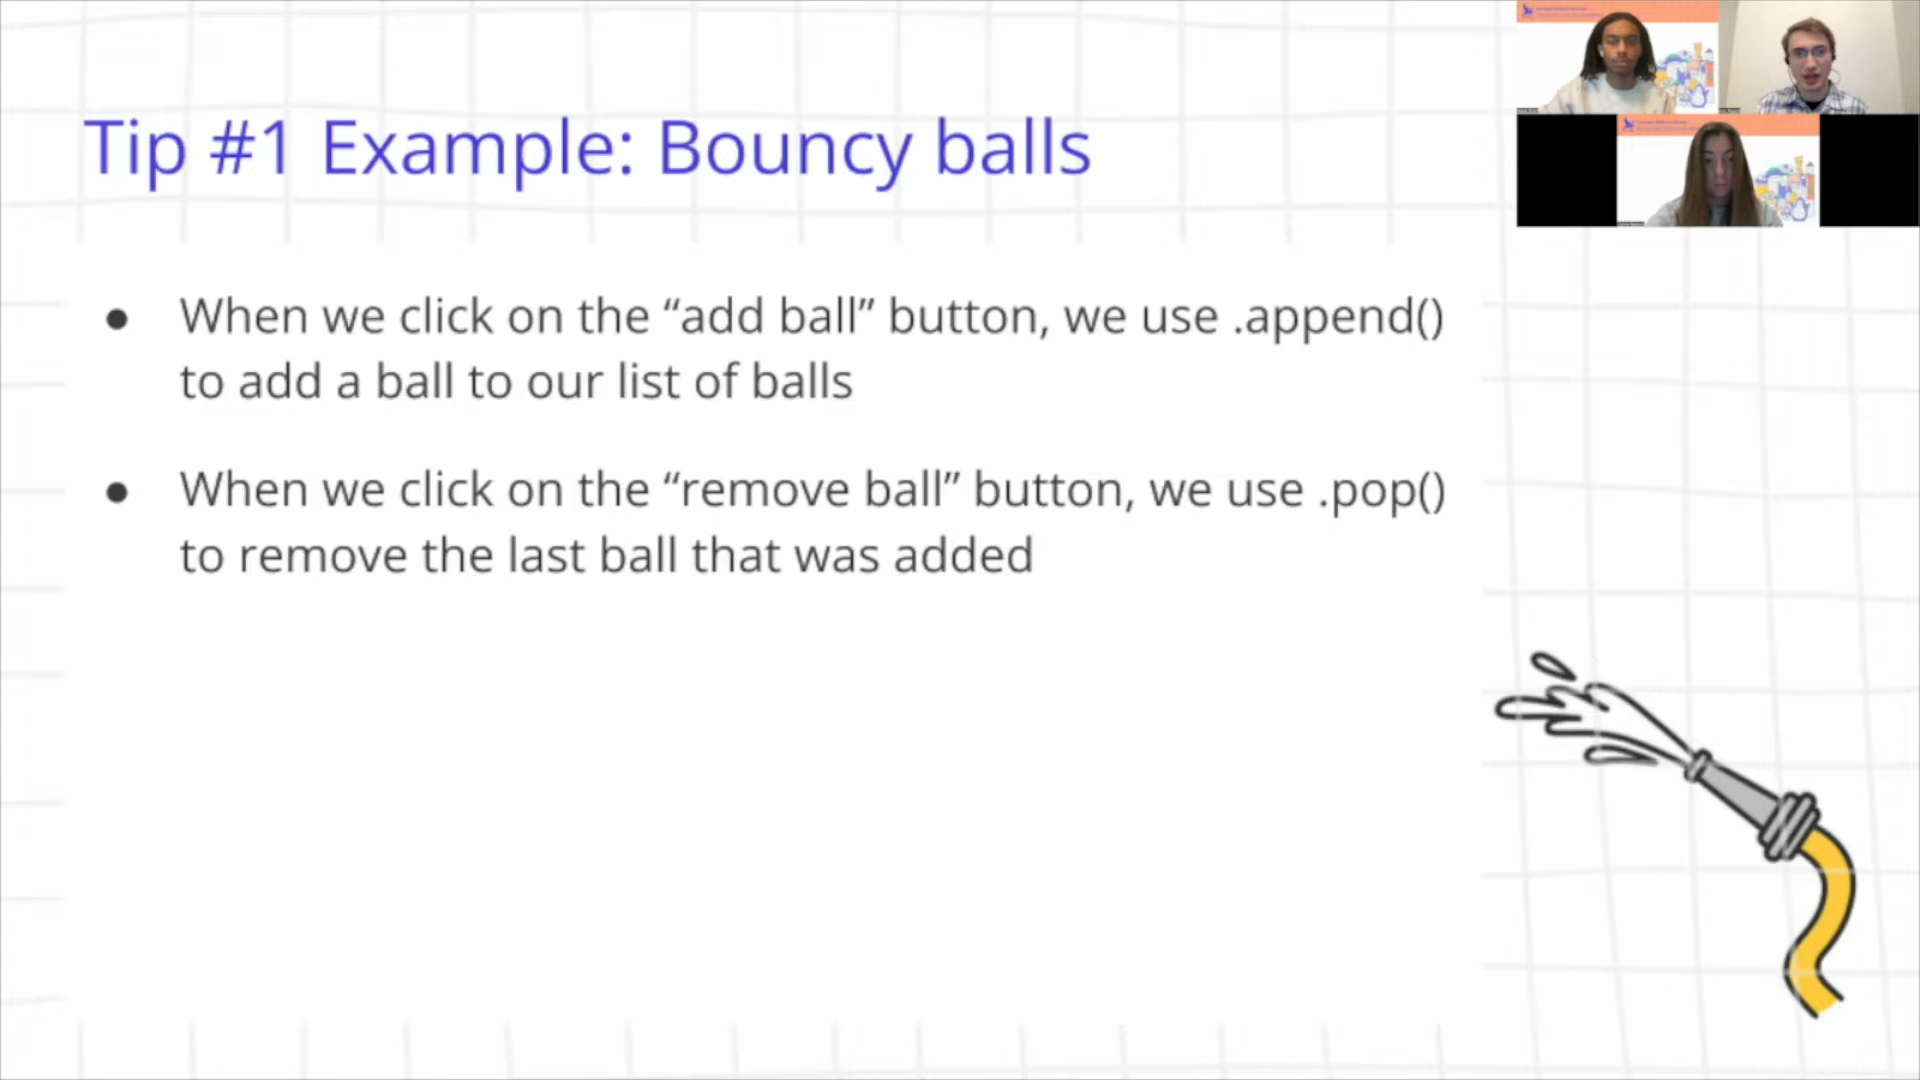 Tip #1 Example: Bouncy balls
● When we click on the “add ball” button, we use .append()
to add a ball to our list of balls
● When we click on the “remove ball” button, we use .pop()
to remove the last ball that was added